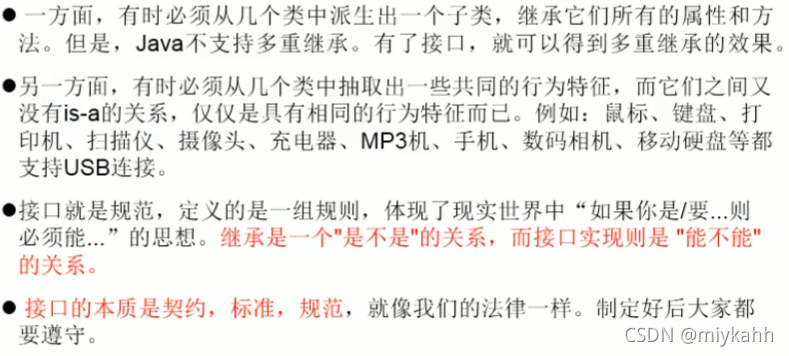 ● 一方面，有时必须从几个类中派生出一个子类，继承它们所有的属性和方
法。但是，Java不支持多重继承。有了接口，就可以得到多重继承的效果。
●另一方面，有时必须从几个类中抽取出一些共同的行为特征，而它们之间又
没有is-a的关系，仅仅是具有相同的行为特征而已。例如：鼠标、键盘、打
印机、扫描仪、摄像头、充电器、MP3机、手机、数码相机、移动硬盘等都
支持USB连接。
●接口就是规范，定义的是一组规则，体现了现实世界中“如果你是/要...则
必须能...”的思想。继承是一个"是不是"的关系，而接口实现则是 "能不能"
的关系。
● 接口的本质是契约，标准，规范，就像我们的法律一样。制定好后大家都
要遵守。
CSDN @miykahh